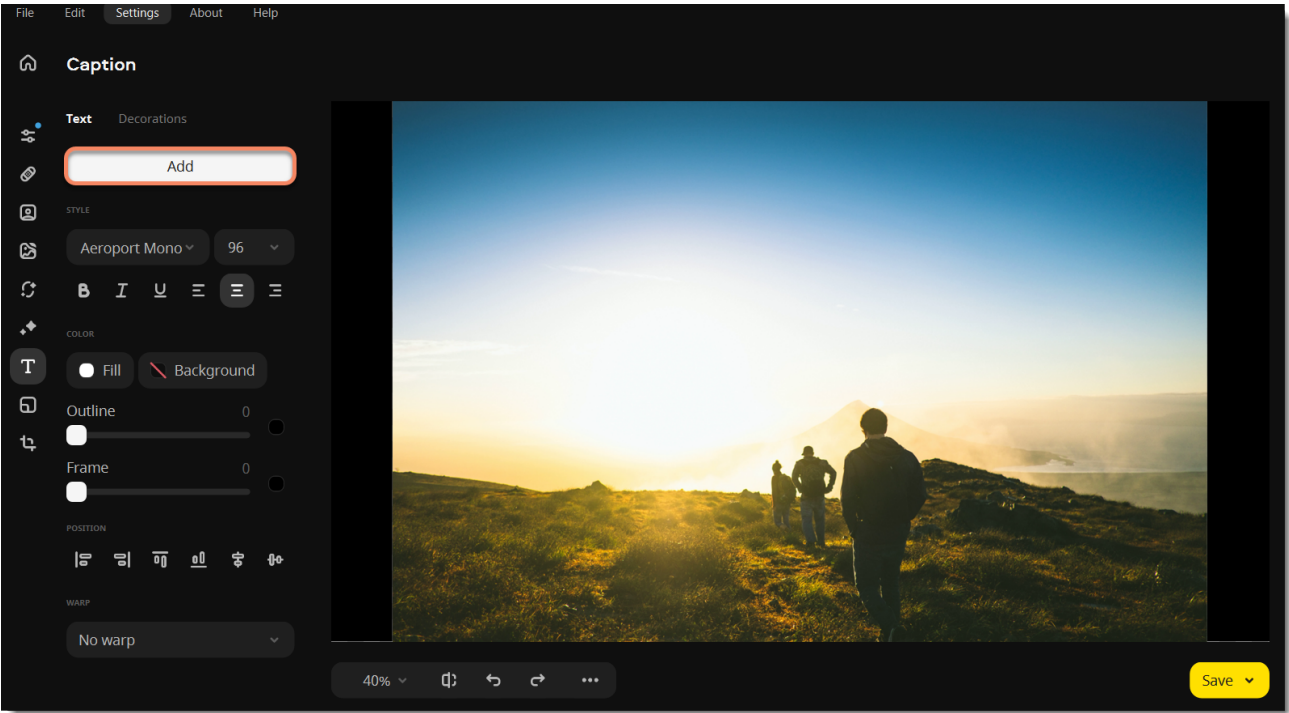 File Edit Settings About Help
Caption
Text Decorations
Add
STYLE
Aeroport Mono 96
B I U
COLOR
Fill Background
Outline 0
Frame 0
POSITION
WARP
No warp
40%
Save